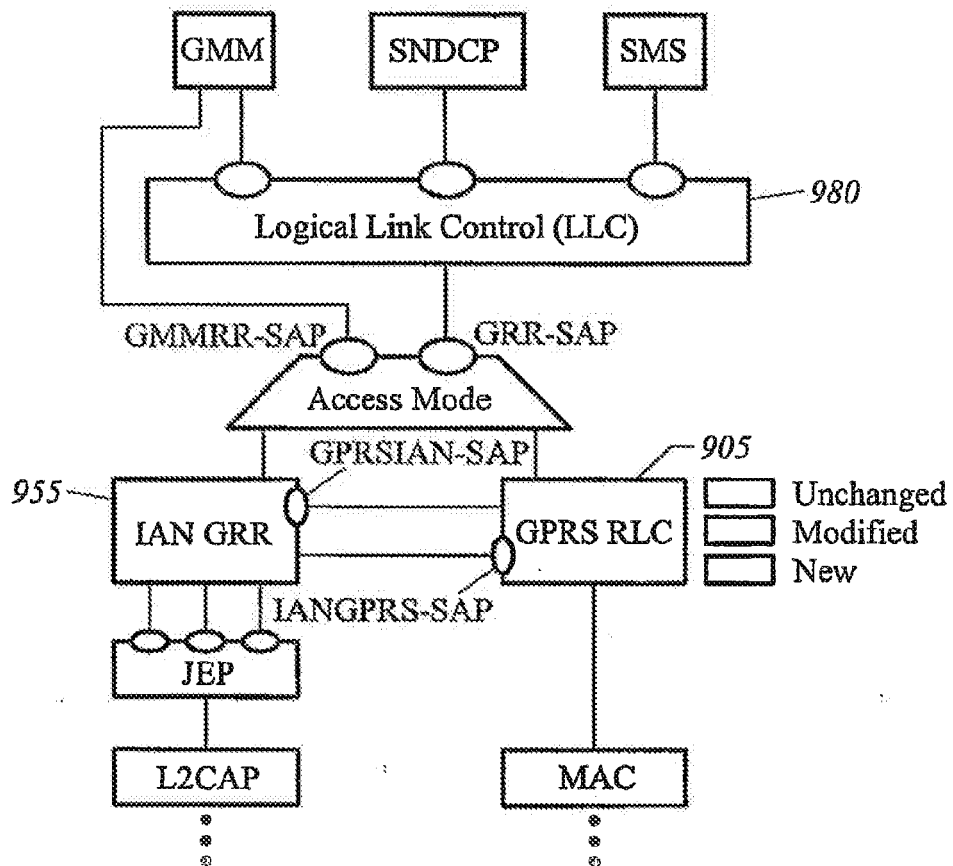 GMM
SNDCP
SMS
980
Logical Link Control (LLC)
GMMRR-SAP
GRR-SAP
Access Mode
GPRSIAN-SAP
905
955
IAN GRR
GPRS RLC
Unchanged
Modified
New
IANGPRS-SAP
JEP
L2CAP
MAC